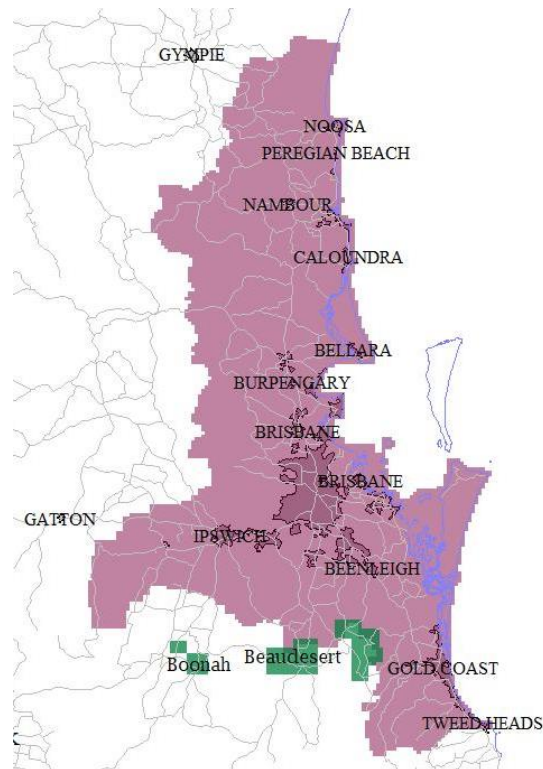 GYMPIE
NOOSA
PEREGIAN BEACH
NAMBOUR
CALOUNDRA
BELLARA
BURPENGARY
BRISBANE
BRISBANE
GATTON
IPSWICH
BEENLEIGH
Boonah
Beaudesert
GOLD COAST
TWEED HEADS